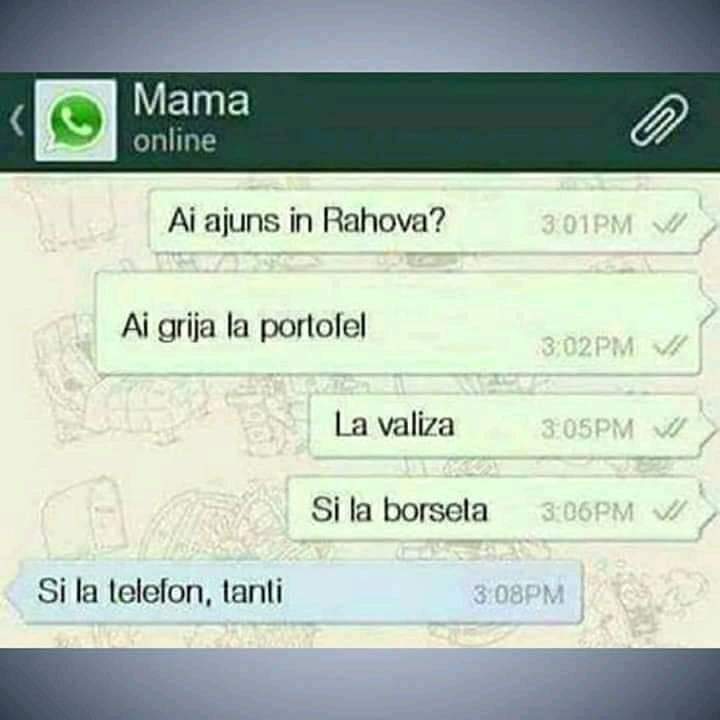 Mama
online
Ai ajuns in Rahova? 3:01PM
Ai grija la portofel
3:02PM
La valiza 3:05PM
Si la borseta 3:06PM
Si la telefon, tanti 3:08PM